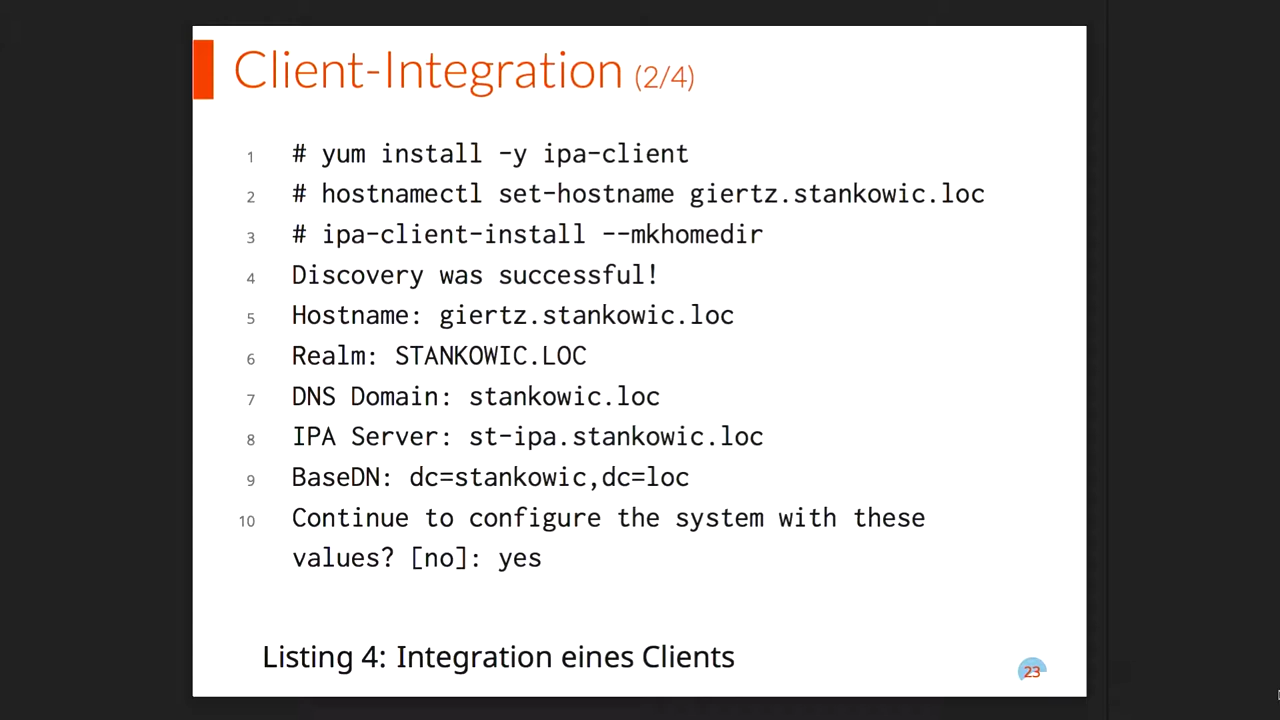 Client-Integration (2/4)
1 # yum install -y ipa-client
2 # hostnamectl set-hostname giertz.stankowic.loc
3 # ipa-client-install --mkhomedir
4 Discovery was successful!
5 Hostname: giertz.stankowic.loc
6 Realm: STANKOWIC.LOC
7 DNS Domain: stankowic.loc
8 IPA Server: st-ipa.stankowic.loc
9 BaseDN: dc=stankowic,dc=loc
10 Continue to configure the system with these
values? [no]: yes
Listing 4: Integration eines Clients
23